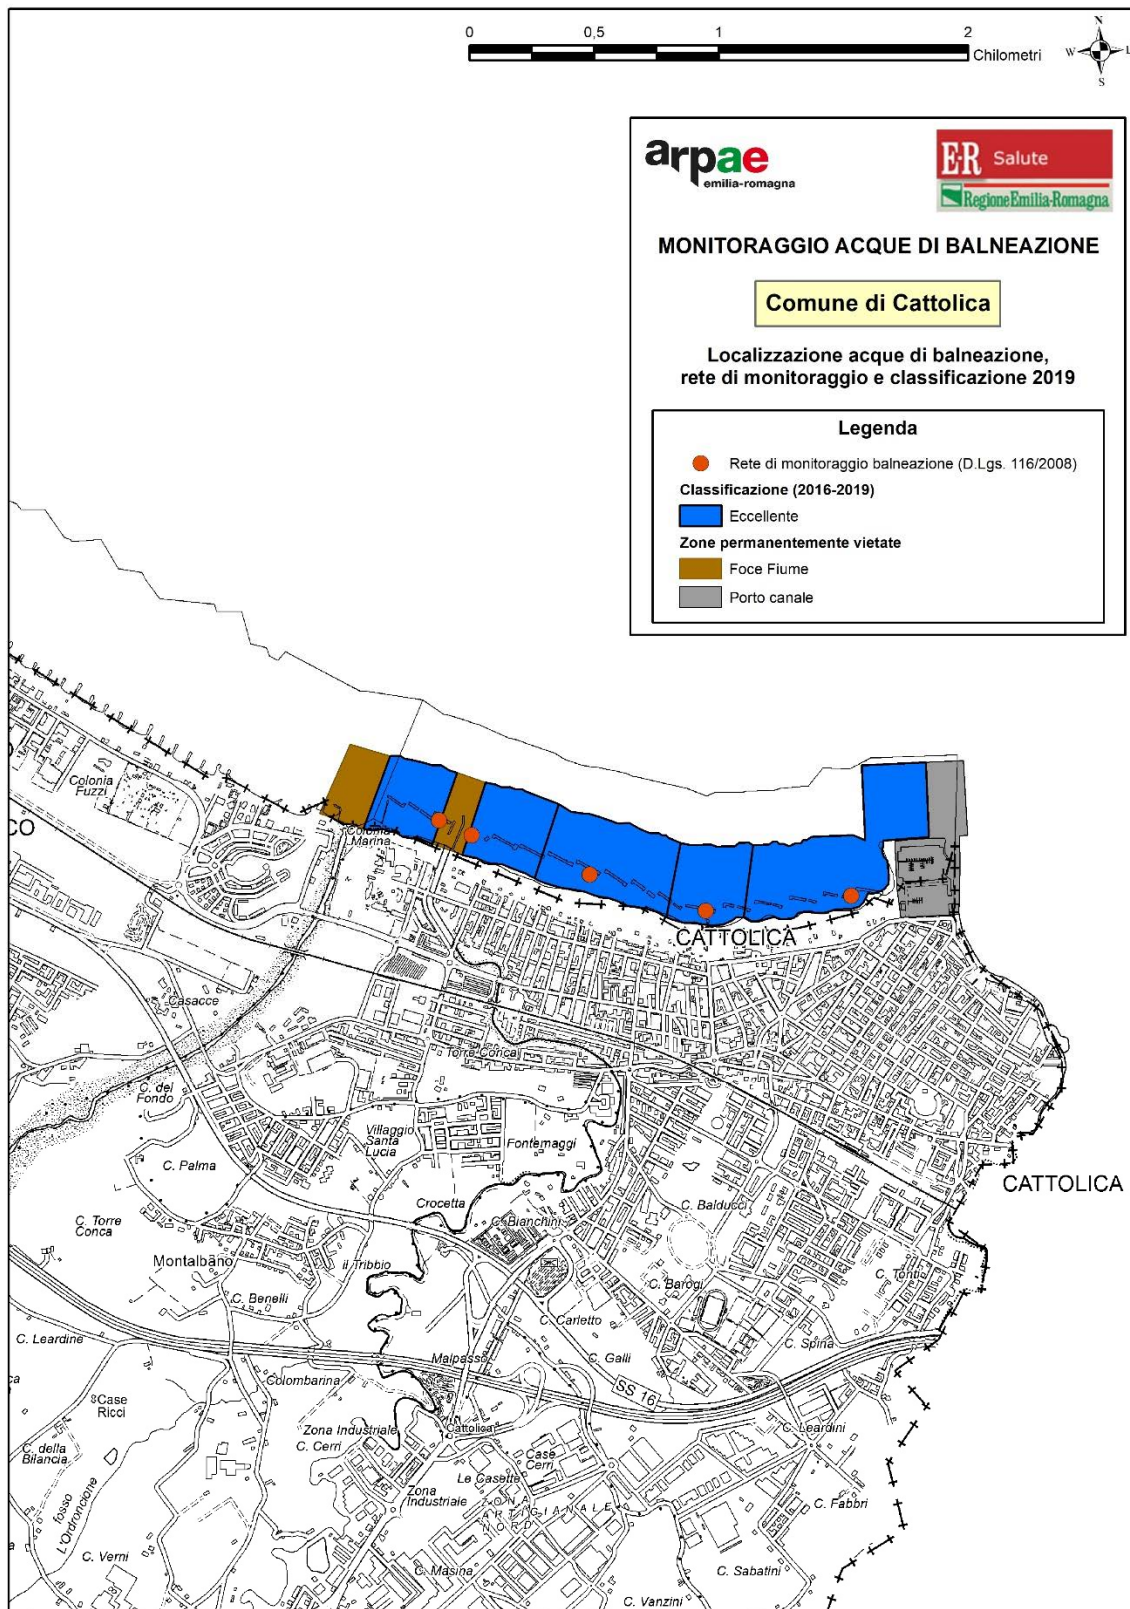 0 0,5 1 2
Chilometri
N
W
S
arpae
emilia-romagna
E-R Salute
RegioneEmilia-Romagna
MONITORAGGIO ACQUE DI BALNEAZIONE
Comune di Cattolica
Localizzazione acque di balneazione,
rete di monitoraggio e classificazione 2019
Legenda
Rete di monitoraggio balneazione (D.Lgs. 116/2008)
Classificazione (2016-2019)
Eccellente
Zone permanentemente vietate
Foce Fiume
Porto canale
Colonia
Fuzzi
CO
Colonia
Marina
CATTOLICA
Casacce
Torre Conca
C. del
Fondo
Villaggio
Santa
Lucia
Fontemaggi
C. Palma
CATTOLICA
Crocetta
C. Balducci
C. Torre
Conca
C. Bianchini
Montalbano
il Tribbio
C. Barogi
C. Tontia
C. Benelli
C. Carletto
C. Leardine
C. Spina
Malpasso
C. Galli
Colombarina
SS 16
ca
Case
Ricci
Zona Industriale
C. Cerri
Cattolica
C. Leardini
C. della
Bilancia
Case
Cerri
Le Casette
Zona
Industriale
ZONA
ARTIGIANALE
NORD
C. Fabbri
fosso
L'Ordroncione
C. Verni
C. Masina
C. Sabatini
C. Vanzini